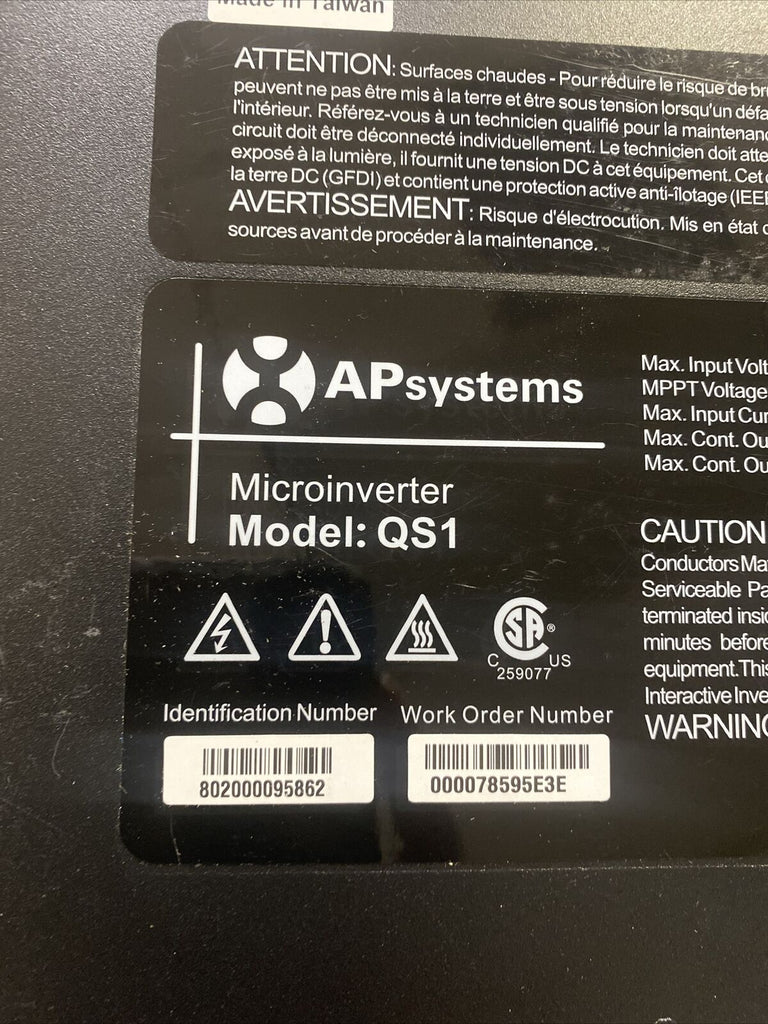 Made in Taiwan
ATTENTION: Surfaces chaudes - Pour réduire le risque de
peuvent ne pas être mis à la terre et être sous tension lorsqu'un
l'intérieur. Référez-vous à un technicien qualifié pour la
circuit doit être déconnecté individuellement. Le technicien doit
exposé à la lumière, il fournit une tension DC à cet équipement. Cet
la terre DC (GFDI) et contient une protection active anti-îlotage
AVERTISSEMENT: Risque d'électrocution. Mis en état
sources avant de procéder à la maintenance.
APsystems
Microinverter
Model: QS1
Max. Input
MPPT Voltage
Max. Input
Max. Cont.
Max. Cont.
CAUTION
Conductors
Serviceable
terminated
minutes before
equipment. This
Interactive
WARNING
CSA®
C US
259077
Identification Number
Work Order Number
802000095862
000078595E3E